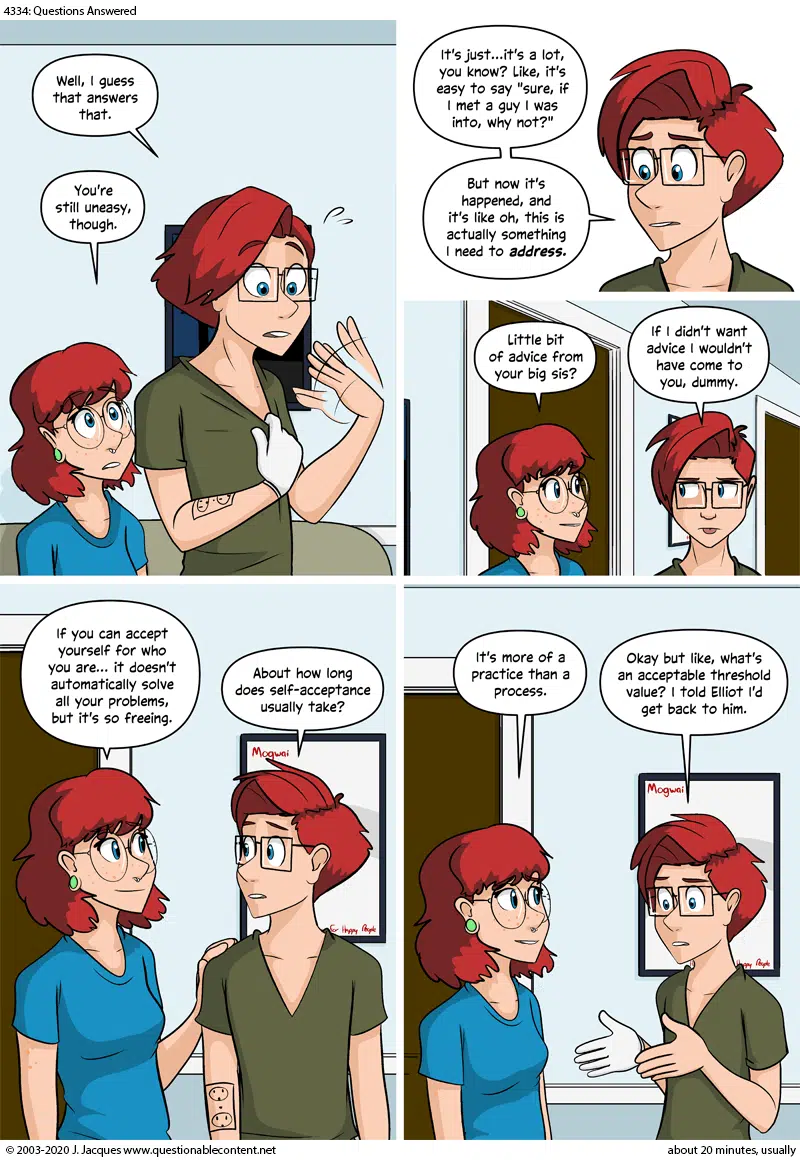 4334: Questions Answered
Well, I guess
that answers
that.
You're
still uneasy,
though.
It's just...it's a lot,
you know? Like, it's
easy to say "sure, if
I met a guy I was
into, why not?"
But now it's
happened, and
it's like oh, this is
actually something
I need to address.
Little bit
of advice from
your big sis?
If I didn't want
advice I wouldn't
have come to
you, dummy.
If you can accept
yourself for who
you are... it doesn't
automatically solve
all your problems,
but it's so freeing.
About how long
does self-acceptance
usually take?
Mogwai
For Happy People
It's more of a
practice than a
process.
Okay but like, what's
an acceptable threshold
value? I told Elliot I'd
get back to him.
Mogwai
Happy People
© 2003-2020 J. Jacques www.questionablecontent.net
about 20 minutes, usually